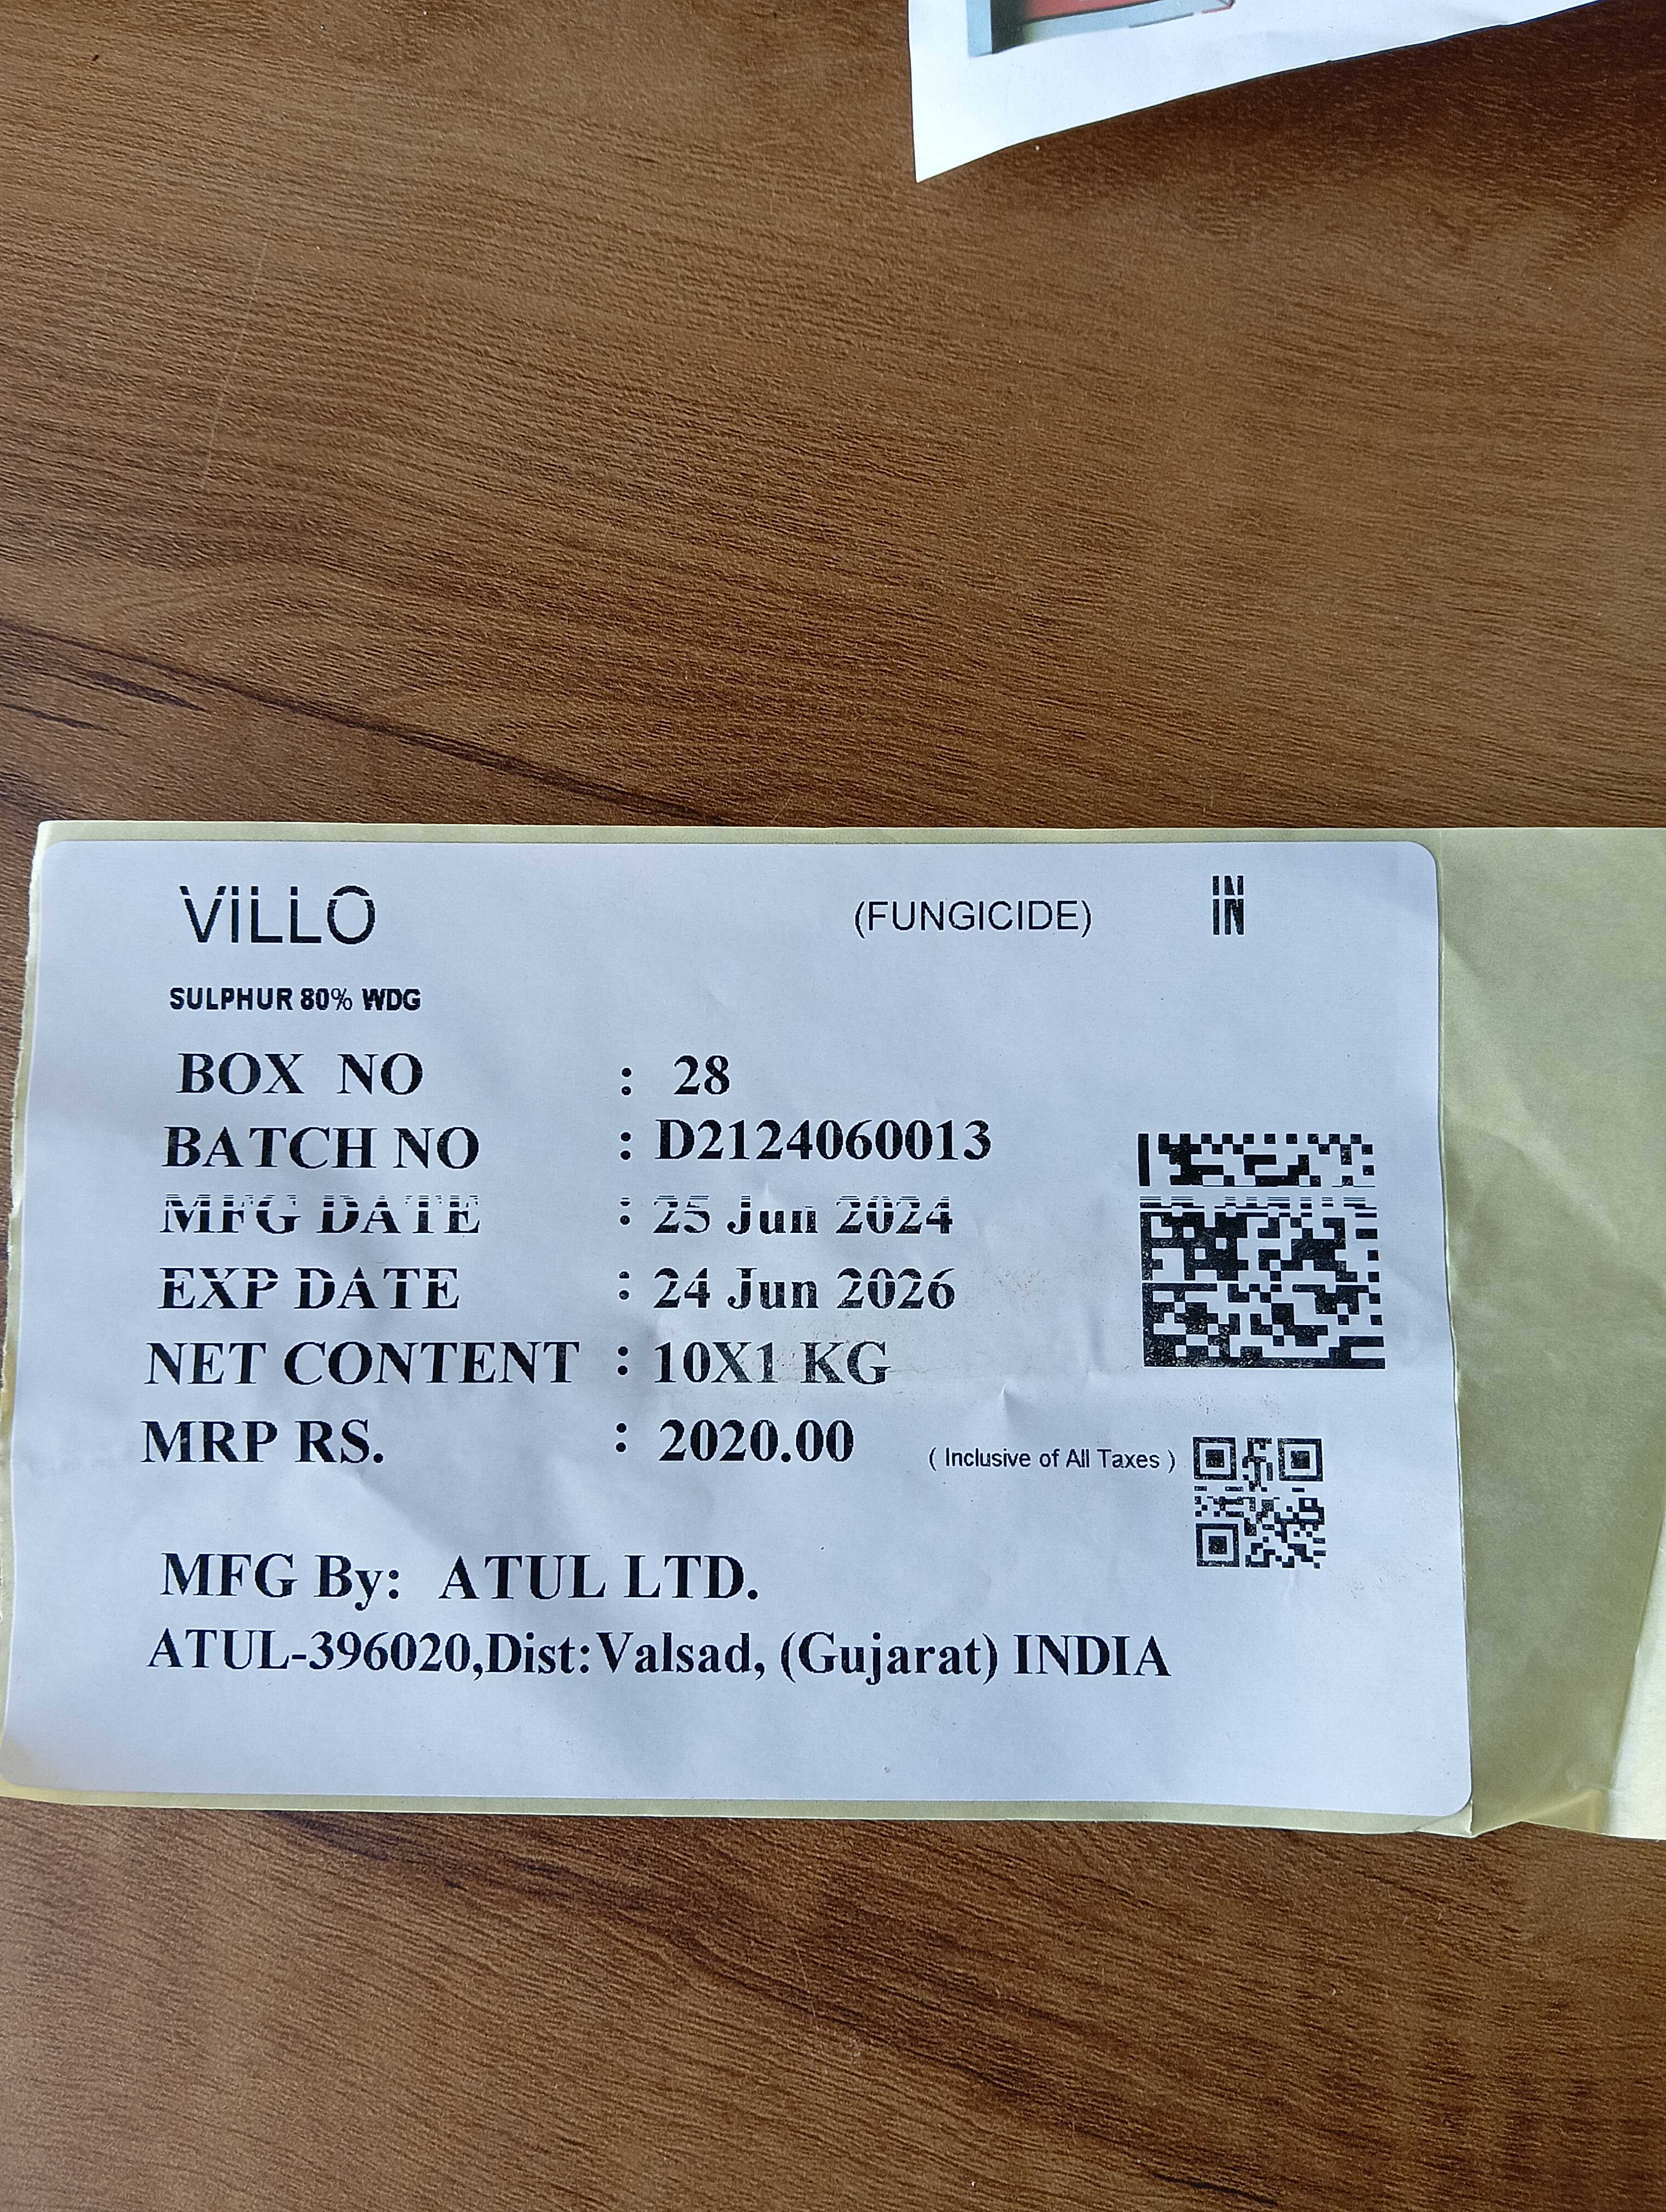 VILLO (FUNGICIDE) IN
IN
SULPHUR 80% WDG
BOX NO : 28
BATCH NO : D2124060013
MFG DATE : 25 Jun 2024
EXP DATE : 24 Jun 2026
NET CONTENT : 10X1 KG
MRP RS. : 2020.00 ( Inclusive of All Taxes )
MFG By: ATUL LTD.
ATUL-396020,Dist:Valsad, (Gujarat) INDIA